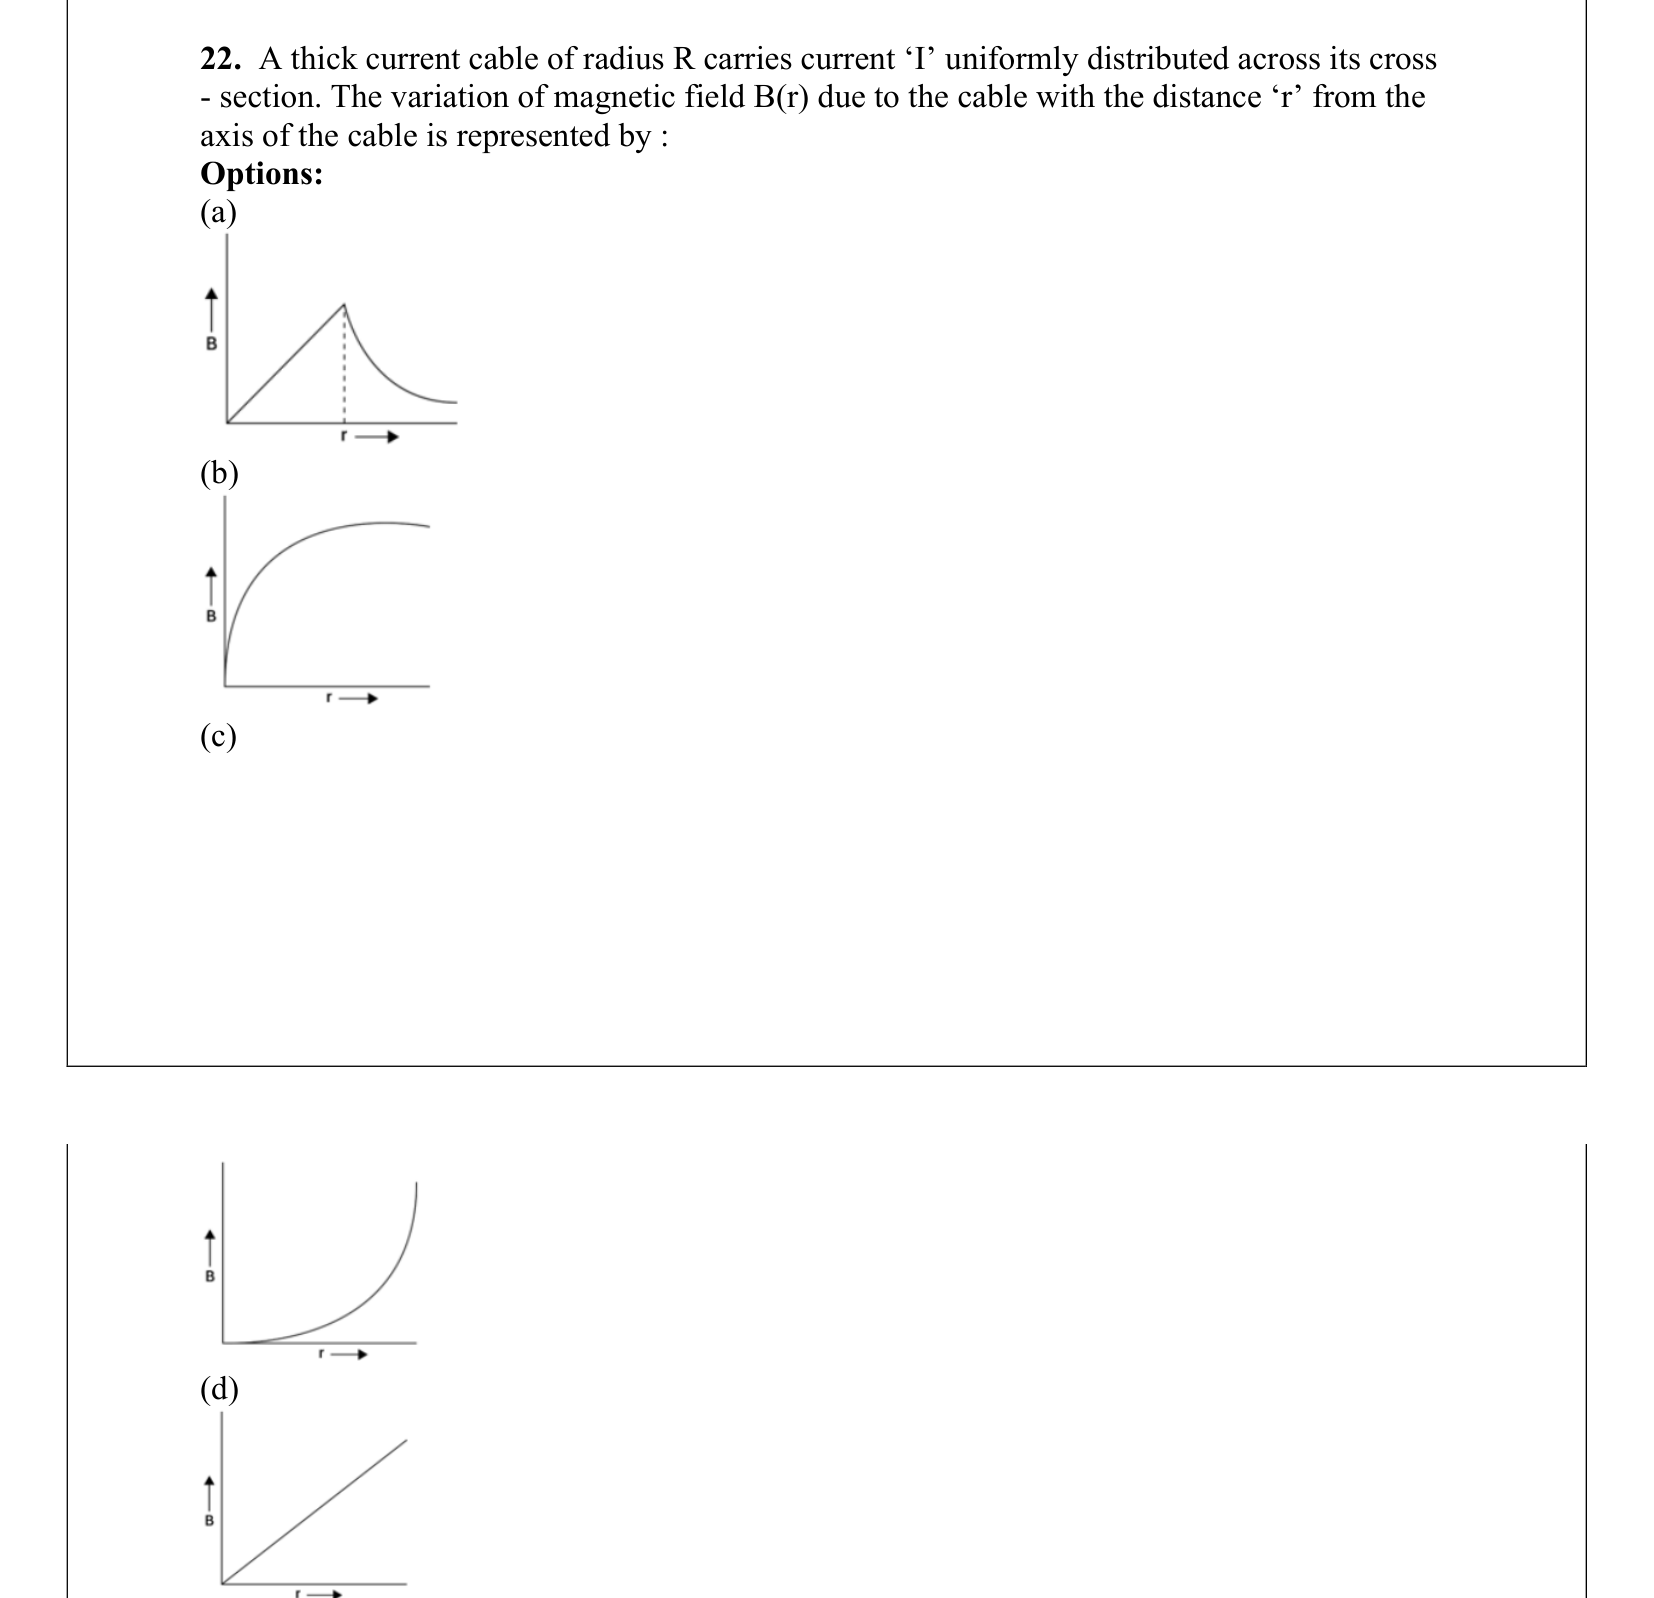 22. A thick current cable of radius R carries current ‘I’ uniformly distributed across its cross
- section. The variation of magnetic field B(r) due to the cable with the distance ‘r’ from the
axis of the cable is represented by :
Options:
(a)
B
r
(b)
B
r
(c)
B
r
(d)
B
r